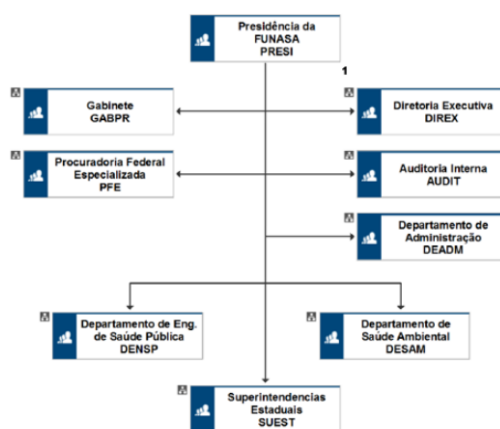 Presidência da
FUNASA
PRESI
1
Gabinete
GABPR
Diretoria Executiva
DIREX
Procuradoria Federal
Especializada
PFE
Auditoria Interna
AUDIT
Departamento de
Administração
DEADM
Departamento de Eng.
de Saúde Pública
DENSP
Departamento de
Saúde Ambiental
DESAM
Superintendencias
Estaduais
SUEST